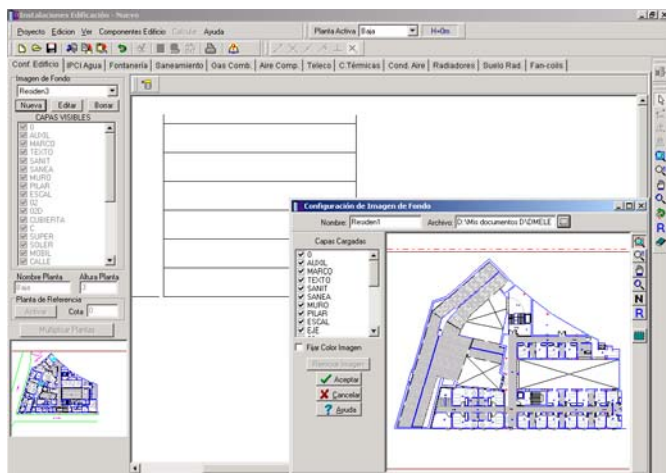 Instalaciones Edificación - Nuevo
Proyecto Edicion Ver Componentes Edificio Calcule Ayuda
Planta Activa Baja H=0m
Conf. Edificio IPCI Agua Fontanería Saneamiento Gas Comb. Aire Comp. Teleco C.Térmicas Cond. Aire Radiadores Suelo Rad. Fan-coils
Imagen de Fondo
Residen3
Nueva Editar Borrar
CAPAS VISIBLES
0
AUXIL
MARCO
TEXTO
SANIT
SANEA
MURO
PILAR
ESCAL
02
02D
CUBIERTA
C
SUPER
SOLER
MOBIL
CALLE
Nombre Planta Altura Planta
Baja 3
Planta de Referencia
Activar Cota 0
Multiplicar Plantas
Configuración de Imagen de Fondo
Nombre: Residen1 Archivo: D:\Mis documentos D\DMELE
Capas Cargadas
0
AUXIL
MARCO
TEXTO
SANIT
SANEA
MURO
PILAR
ESCAL
EJE
Fijar Color Imagen
Aceptar
Cancelar
Ayuda
N
R
R